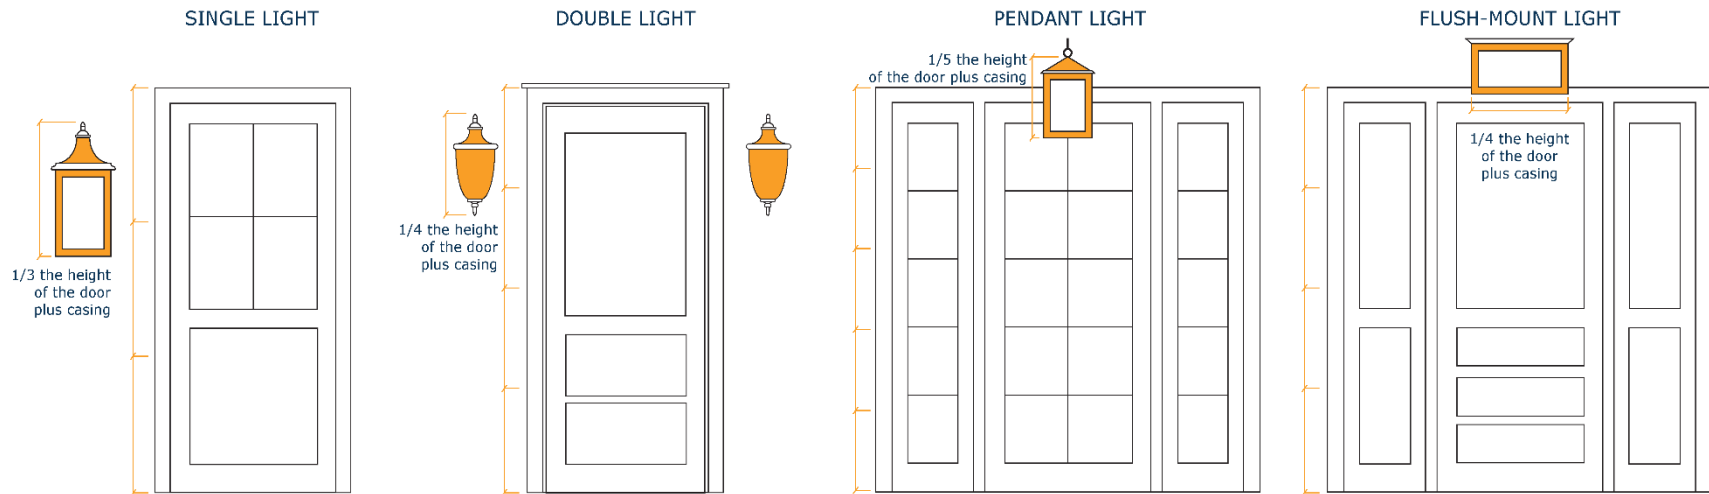 SINGLE LIGHT
1/3 the height
of the door
plus casing
DOUBLE LIGHT
1/4 the height
of the door
plus casing
PENDANT LIGHT
1/5 the height
of the door plus casing
FLUSH-MOUNT LIGHT
1/4 the height
of the door
plus casing